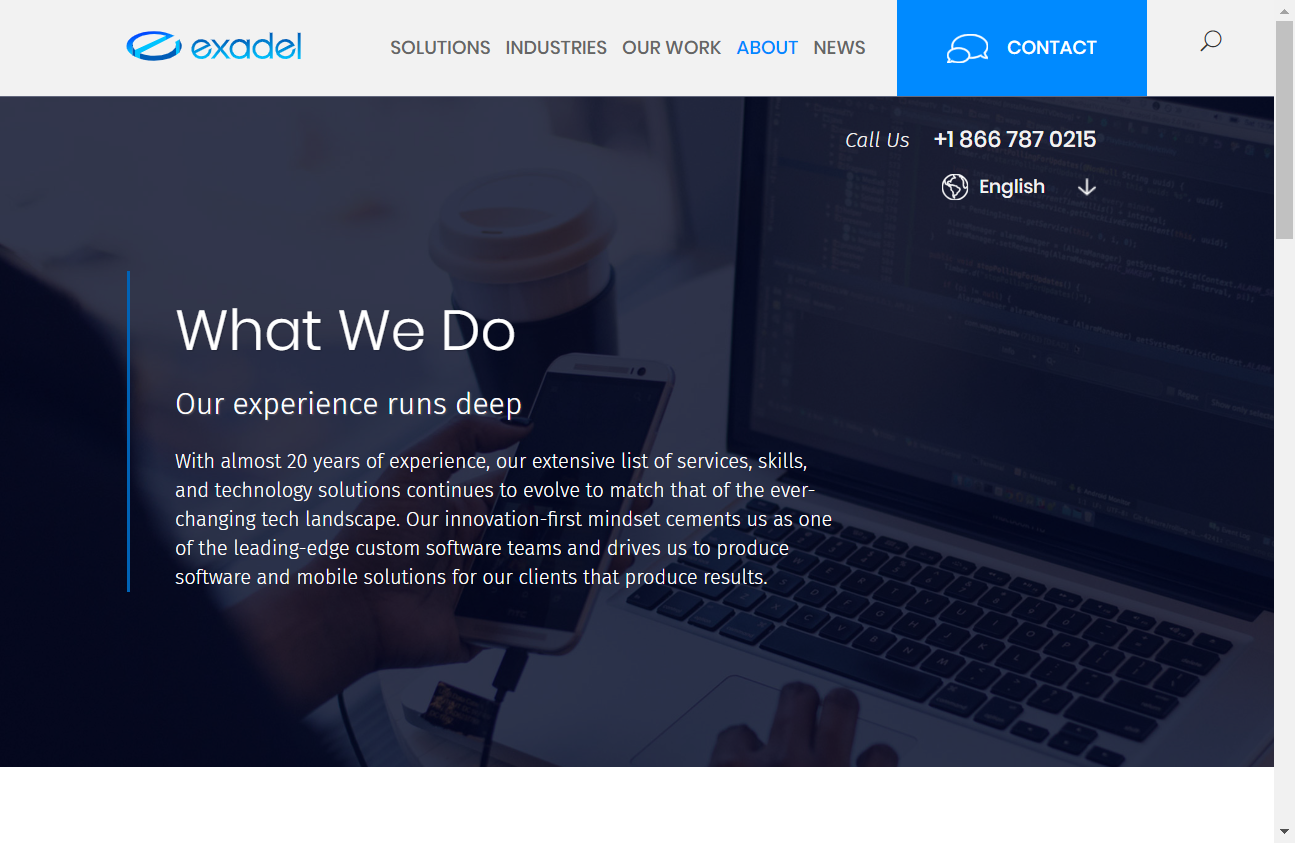 exadel
SOLUTIONS
INDUSTRIES
OUR WORK
ABOUT
NEWS
CONTACT
Call Us +1 866 787 0215
English
What We Do
Our experience runs deep
With almost 20 years of experience, our extensive list of services, skills,
and technology solutions continues to evolve to match that of the ever-
changing tech landscape. Our innovation-first mindset cements us as one
of the leading-edge custom software teams and drives us to produce
software and mobile solutions for our clients that produce results.